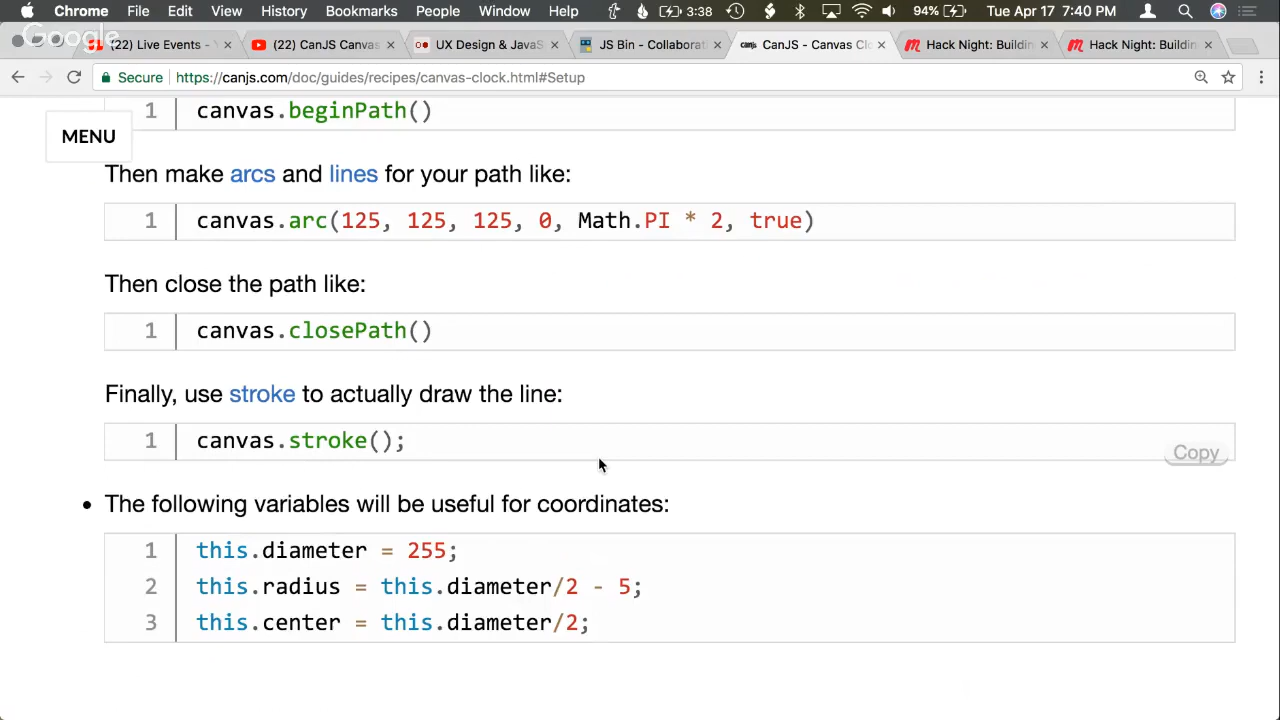 Chrome File Edit View History Bookmarks People Window Help 3:38 94% Tue Apr 17 7:40 PM
Google
(22) Live Events - Y (22) CanJS Canvas UX Design & Javas JS Bin - Collaborati CanJS - Canvas Clo Hack Night: Buildin Hack Night: Buildin
Secure https://canjs.com/doc/guides/recipes/canvas-clock.html#Setup
1 canvas.beginPath()
MENU
Then make arcs and lines for your path like:
1 canvas.arc(125, 125, 125, 0, Math.PI * 2, true)
Then close the path like:
1 canvas.closePath()
Finally, use stroke to actually draw the line:
1 canvas.stroke();
Copy
• The following variables will be useful for coordinates:
1 this.diameter = 255;
2 this.radius = this.diameter/2 - 5;
3 this.center = this.diameter/2;